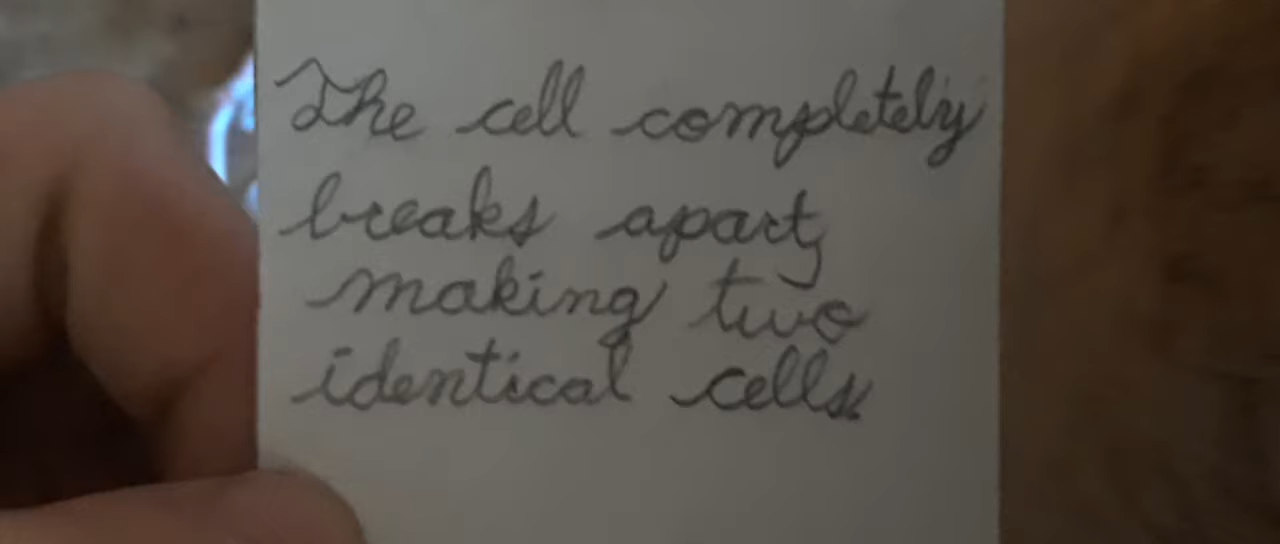 The cell completely
breaks apart,
making two
identical cells